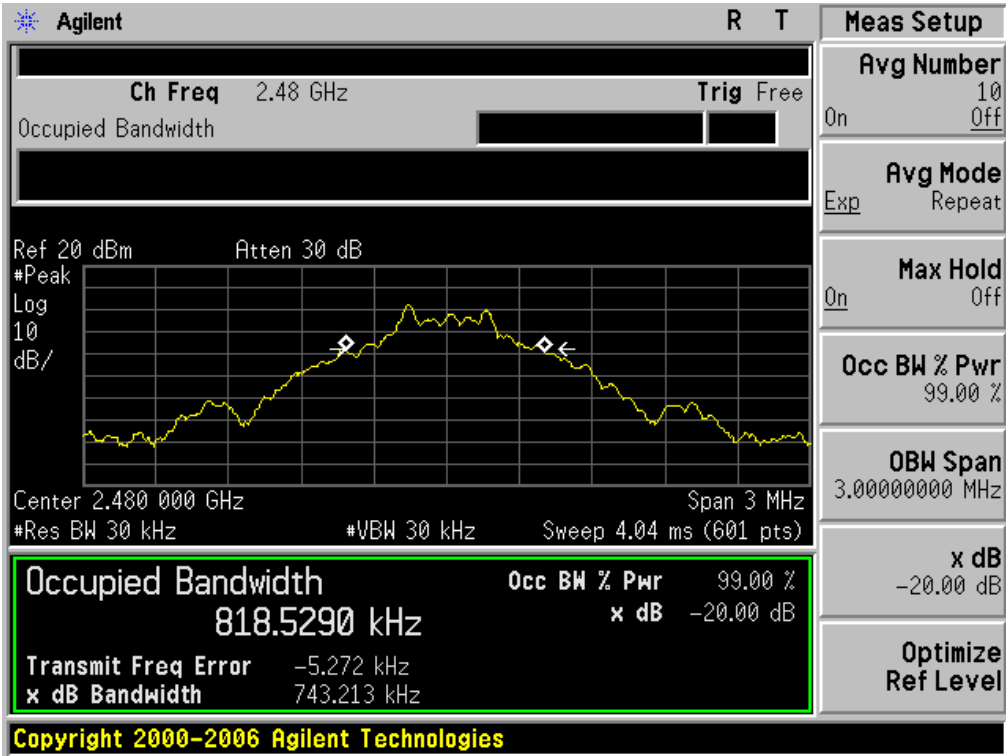 Agilent R T
Ch Freq 2.48 GHz Trig Free
Occupied Bandwidth
Ref 20 dBm Atten 30 dB
#Peak
Log
10
dB/
Center 2.480 000 GHz Span 3 MHz
#Res BW 30 kHz #VBW 30 kHz Sweep 4.04 ms (601 pts)
Occupied Bandwidth Occ BW % Pwr 99.00 %
818.5290 kHz x dB -20.00 dB
Transmit Freq Error -5.272 kHz
x dB Bandwidth 743.213 kHz
Copyright 2000-2006 Agilent Technologies
Meas Setup
Avg Number
10
On Off
Avg Mode
Exp Repeat
Max Hold
On Off
Occ BW % Pwr
99.00 %
OBW Span
3.00000000 MHz
x dB
-20.00 dB
Optimize
Ref Level